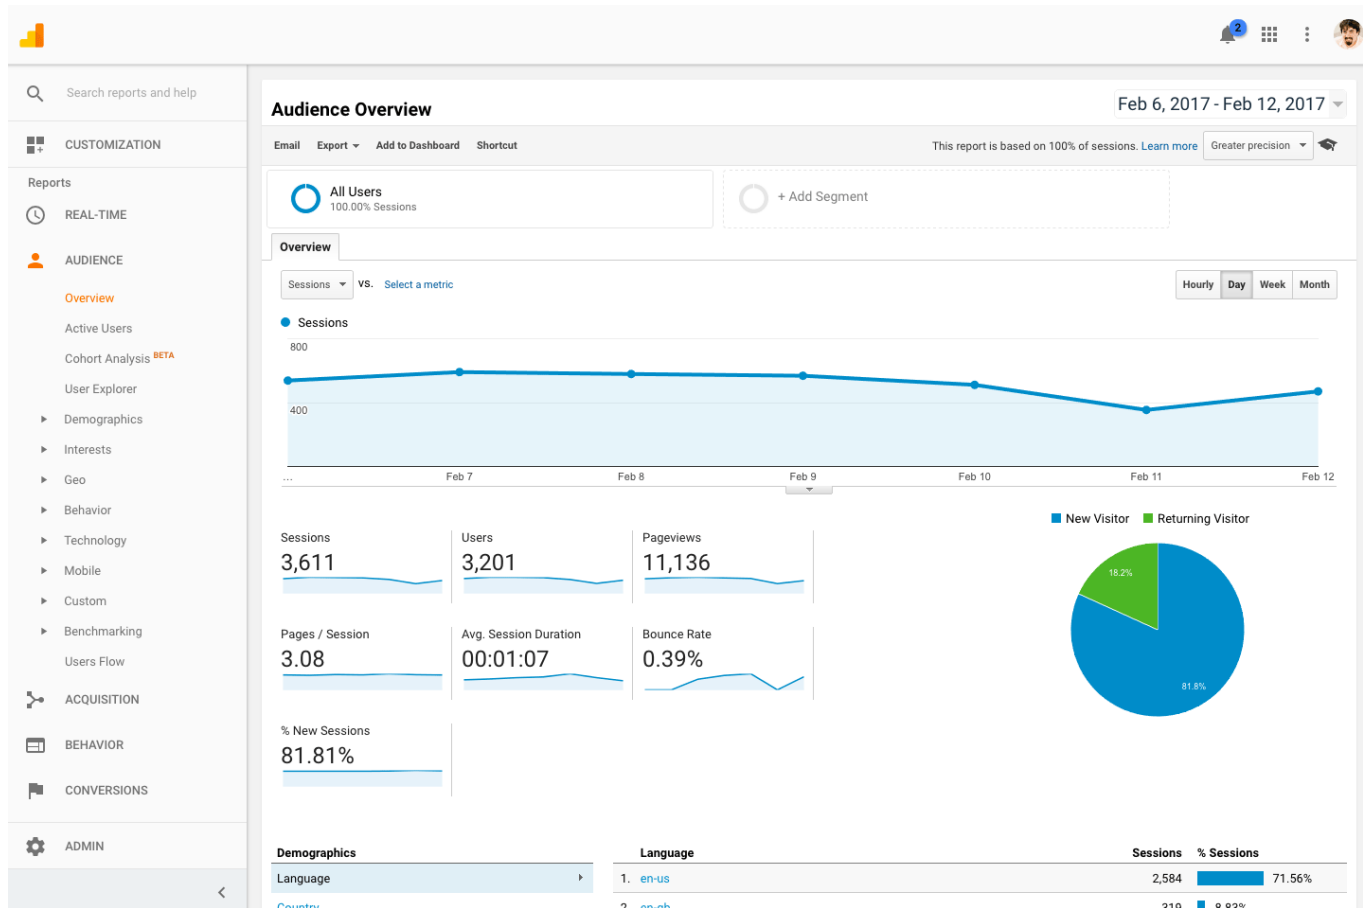 2
Search reports and help
CUSTOMIZATION
Reports
REAL-TIME
AUDIENCE
Overview
Active Users
Cohort Analysis BETA
User Explorer
Demographics
Interests
Geo
Behavior
Technology
Mobile
Custom
Benchmarking
Users Flow
ACQUISITION
BEHAVIOR
CONVERSIONS
ADMIN
Audience Overview
Feb 6, 2017 - Feb 12, 2017
Email Export Add to Dashboard Shortcut
This report is based on 100% of sessions. Learn more Greater precision
All Users
100.00% Sessions
+ Add Segment
Overview
Sessions VS. Select a metric
Hourly Day Week Month
Sessions
800
400
... Feb 7 Feb 8 Feb 9 Feb 10 Feb 11 Feb 12
Sessions
3,611
Users
3,201
Pageviews
11,136
Pages / Session
3.08
Avg. Session Duration
00:01:07
Bounce Rate
0.39%
% New Sessions
81.81%
New Visitor Returning Visitor
18.2%
81.8%
Demographics
Language
Country
Language Sessions % Sessions
1. en-us 2,584 71.56%
2. en-gb 319 8.83%